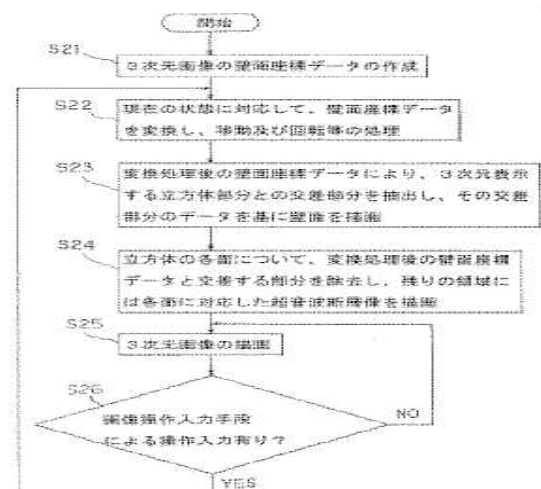 開始
S21
3次元画像の壁面座標データの作成
S22
現在の状態に対応して、壁面座標データ
を変換し、移動及び回転等の処理
S23
変換処理後の壁面座標データにより、3次元表示
する立方体部分との交差部分を抽出し、その交差
部分のデータを基に壁面を描画
S24
立方体の各面について、変換処理後の壁面座標
データと交差する部分を除去し、残りの領域に
は各面に対応した超音波断層像を描画
S25
3次元画像の描画
S26
画像操作入力手段
による操作入力有り?
NO
YES